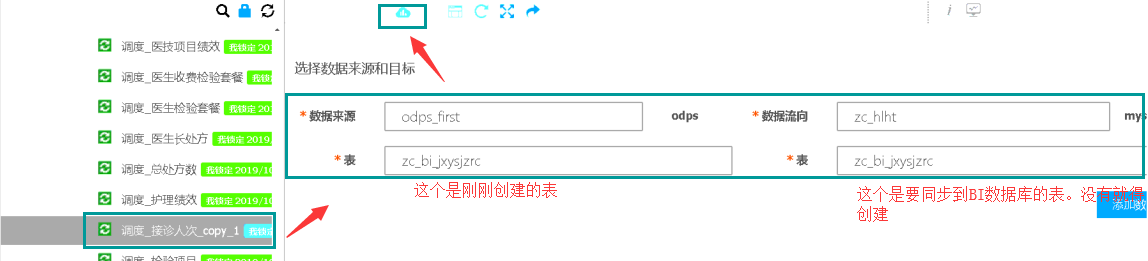 调度_医技项目绩效 我锁定 201
调度_医生收费检验套餐 我锁定
调度_医生检验套餐 我锁定 201
调度_医生长处方 我锁定 2019/
调度_总处方数 我锁定 2019/10
调度_护理绩效 我锁定 2019/10
调度_接诊人次_copy_1 我锁定
调度_检验项目 我锁定 2019/10
选择数据来源和目标
* 数据来源 odps_first odps * 数据流向 zc_hlht mys
* 表 zc_bi_jxysjzrc * 表 zc_bi_jxysjzrc
这个是刚刚创建的表
这个是要同步到BI数据库的表。没有就得
创建
添加数